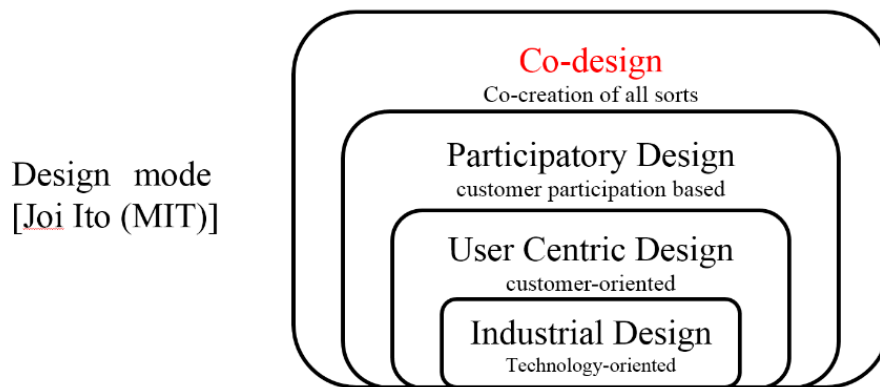 Co-design
Co-creation of all sorts
Participatory Design
customer participation based
Design mode
[Joi Ito (MIT)]
User Centric Design
customer-oriented
Industrial Design
Technology-oriented